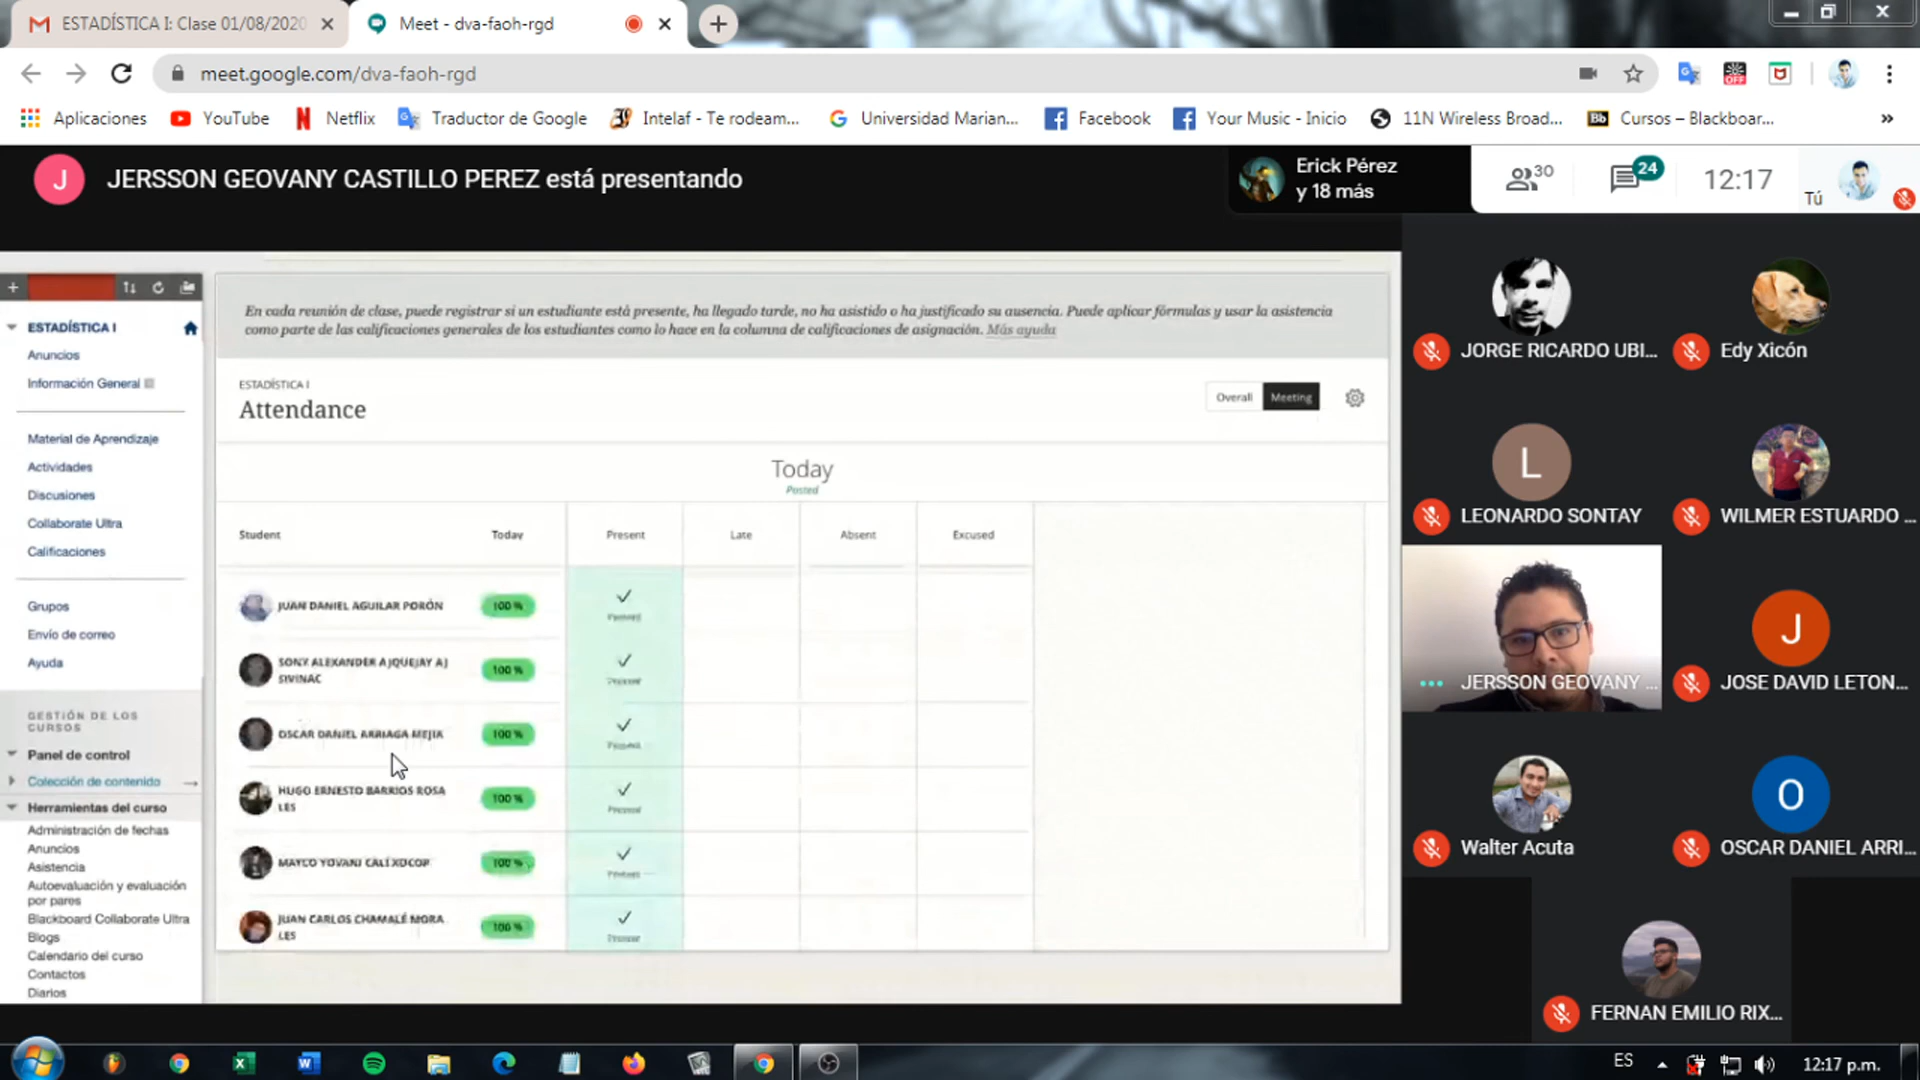 ESTADÍSTICA I: Clase 01/08/2020
Meet - dva-faoh-rgd
meet.google.com/dva-faoh-rgd
Aplicaciones
YouTube
Netflix
Traductor de Google
Intelaf - Te rodeam...
Universidad Marian...
Facebook
Your Music - Inicio
11N Wireless Broad...
Bb Cursos – Blackboar...
»
J JERSSON GEOVANY CASTILLO PEREZ está presentando
Erick Pérez
y 18 más
30
24
12:17
Tú
ESTADÍSTICA I
Anuncios
Información General
Material de Aprendizaje
Actividades
Discusiones
Collaborate Ultra
Calificaciones
Grupos
Envío de correo
Ayuda
GESTIÓN DE LOS
CURSOS
Panel de control
Colección de contenido
Herramientas del curso
Administración de fechas
Anuncios
Asistencia
Autoevaluación y evaluación
por pares
Blackboard Collaborate Ultra
Blogs
Calendario del curso
Contactos
Diarios
En cada reunión de clase, puede registrar si un estudiante está presente, ha llegado tarde, no ha asistido o ha justificado su ausencia. Puede aplicar fórmulas y usar la asistencia
como parte de las calificaciones generales de los estudiantes como lo hace en la columna de calificaciones de asignación. Más ayuda
ESTADÍSTICA I
Attendance
Overall Meeting
Today
Posted
Student Today Present Late Absent Excused
JUAN DANIEL AGUILAR PORÓN 100 % Present
SONY ALEXANDER AJQUEJAY AJ
SIVINAC 100 % Present
OSCAR DANIEL ARRIAGA MEJIA 100 % Present
HUGO ERNESTO BARRIOS ROSA
LES 100 % Present
MAYCO YOVANI CALI XOCOP 100 % Present
JUAN CARLOS CHAMALÉ MORA
LES 100 % Present
JORGE RICARDO UBI...
Edy Xicón
L
LEONARDO SONTAY
WILMER ESTUARDO ...
JERSSON GEOVANY ...
J
JOSE DAVID LETON...
Walter Acuta
O
OSCAR DANIEL ARRI...
FERNAN EMILIO RIX...
ES
12:17 p.m.